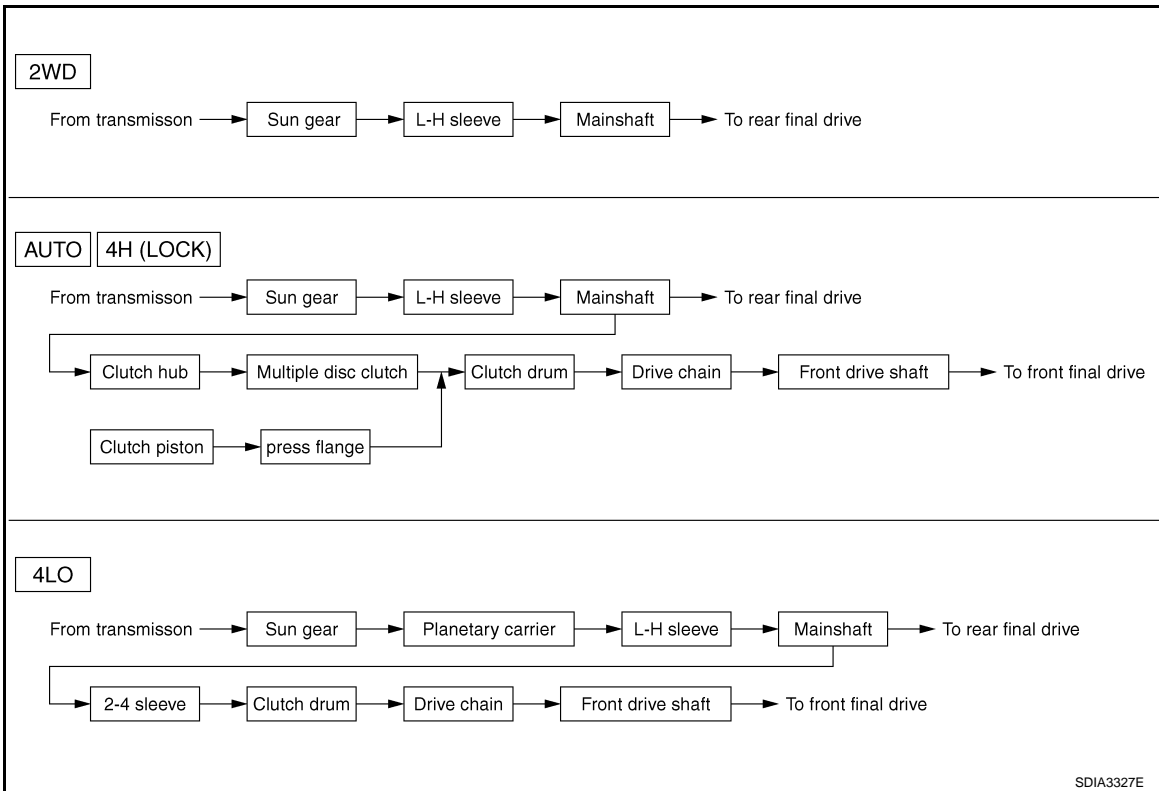 2WD
From transmisson Sun gear L-H sleeve Mainshaft To rear final drive
AUTO 4H (LOCK)
From transmisson Sun gear L-H sleeve Mainshaft To rear final drive
Clutch hub Multiple disc clutch Clutch drum Drive chain Front drive shaft To front final drive
Clutch piston press flange
4LO
From transmisson Sun gear Planetary carrier L-H sleeve Mainshaft To rear final drive
2-4 sleeve Clutch drum Drive chain Front drive shaft To front final drive
SDIA3327E